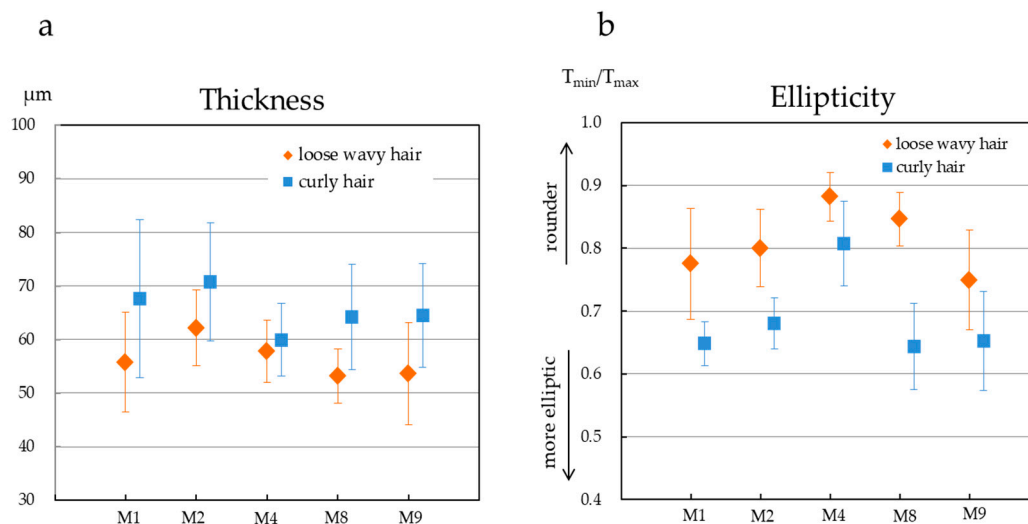 a
μm
Thickness
100
90
80
70
60
50
40
30
loose wavy hair
curly hair
M1
M2
M4
M8
M9
b
Tmin/Tmax
Ellipticity
1.0
0.9
0.8
0.7
0.6
0.5
0.4
rounder
more elliptic
loose wavy hair
curly hair
M1
M2
M4
M8
M9